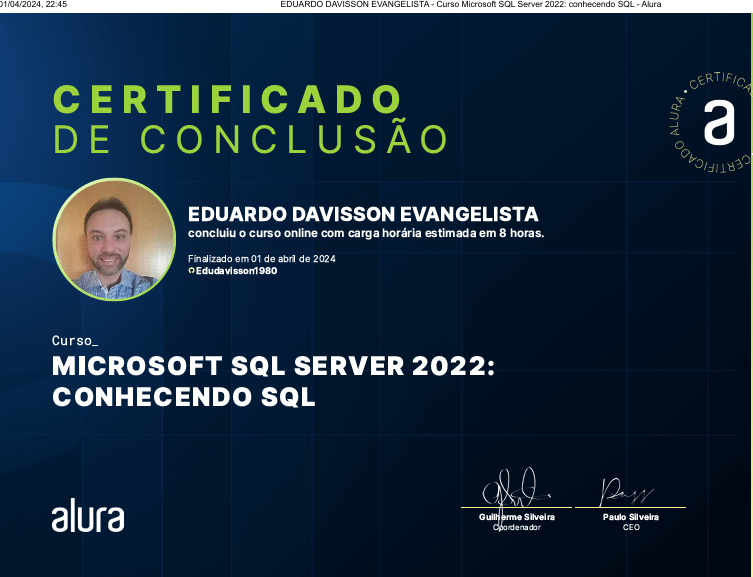 01/04/2024, 22:45
EDUARDO DAVISSON EVANGELISTA - Curso Microsoft SQL Server 2022: conhecendo SQL - Alura
CERTIFICADO
DE CONCLUSÃO
ALURA • CERTIFICA
CERTIFICADO
a
EDUARDO DAVISSON EVANGELISTA
concluiu o curso online com carga horária estimada em 8 horas.
Finalizado em 01 de abril de 2024
Edudavisson1980
Curso_
MICROSOFT SQL SERVER 2022:
CONHECENDO SQL
alura
Guilherme Silveira
Coordenador
Paulo Silveira
CEO